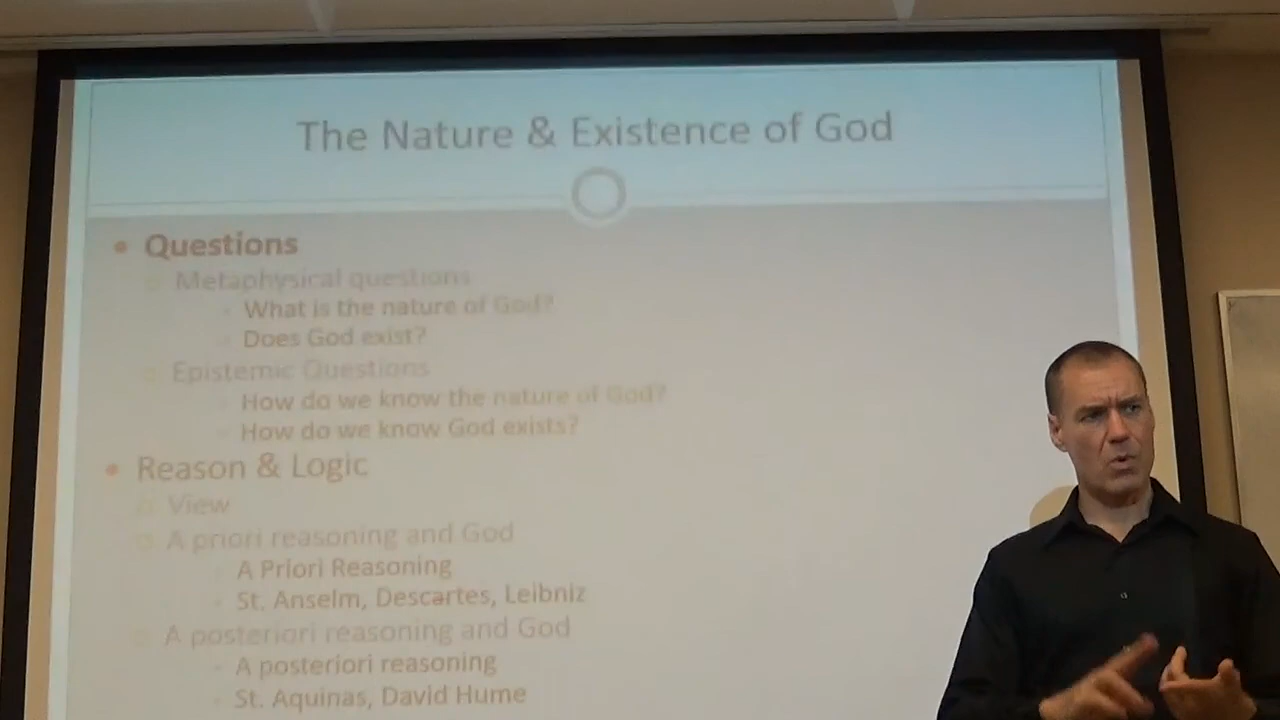 The Nature & Existence of God
Questions
Metaphysical questions
What is the nature of God?
Does God exist?
Epistemic Questions
How do we know the nature of God?
How do we know God exists?
Reason & Logic
View
A priori reasoning and God
A Priori Reasoning
St. Anselm, Descartes, Leibniz
A posteriori reasoning and God
A posteriori reasoning
St. Aquinas, David Hume